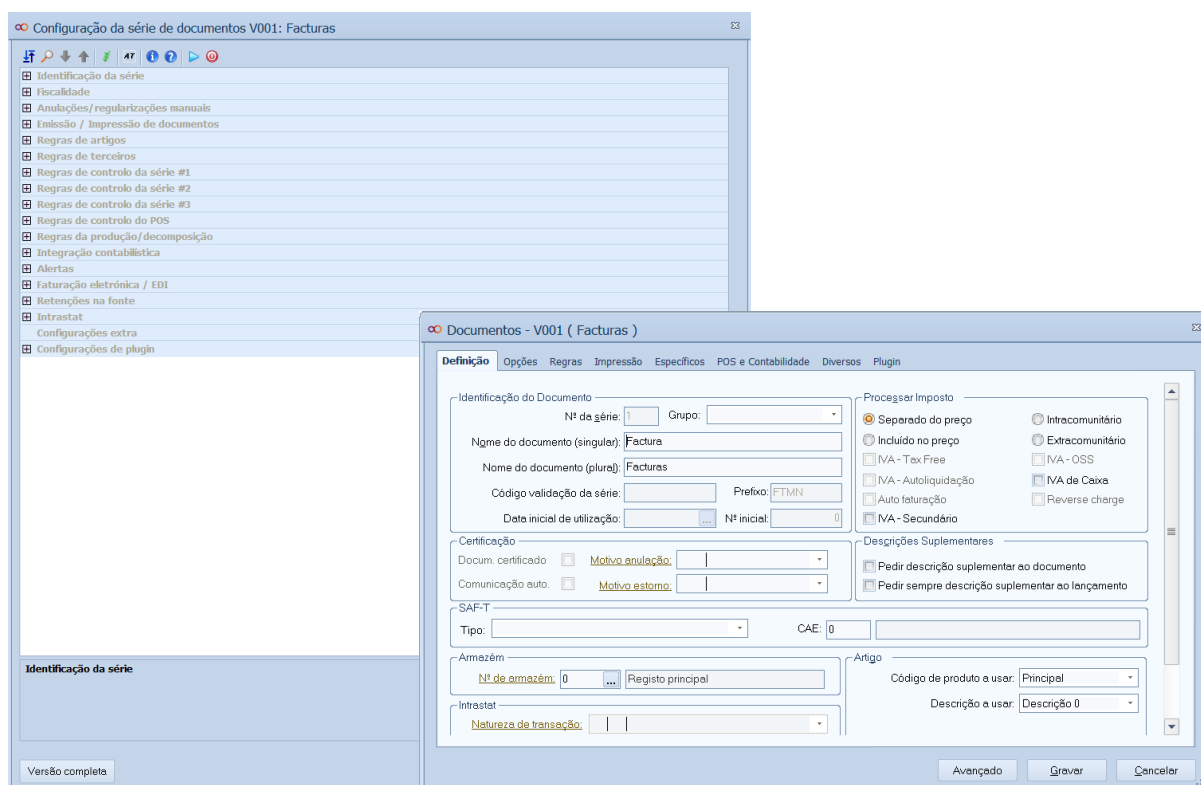 Configuração da série de documentos V001: Facturas
AT
Identificação da série
Fiscalidade
Anulações/regularizações manuais
Emissão / Impressão de documentos
Regras de artigos
Regras de terceiros
Regras de controlo da série #1
Regras de controlo da série #2
Regras de controlo da série #3
Regras de controlo do POS
Regras da produção/decomposição
Integração contabilística
Alertas
Faturação eletrónica / EDI
Retenções na fonte
Intrastat
Configurações extra
Configurações de plugin
Identificação da série
Versão completa
Documentos - V001 ( Facturas )
Definição Opções Regras Impressão Específicos POS e Contabilidade Diversos Plugin
Identificação do Documento
Nº da série: 1 Grupo:
Nome do documento (singular): Factura
Nome do documento (plural): Facturas
Código validação da série: Prefixo: FTMN
Data inicial de utilização: ... Nº inicial: 0
Processar Imposto
Separado do preço Intracomunitário
Incluído no preço Extracomunitário
IVA - Tax Free IVA - OSS
IVA - Autoliquidação IVA de Caixa
Auto faturação Reverse charge
IVA - Secundário
Certificação
Docum. certificado Motivo anulação:
Comunicação auto. Motivo estorno:
Descrições Suplementares
Pedir descrição suplementar ao documento
Pedir sempre descrição suplementar ao lançamento
SAF-T
Tipo: CAE: 0
Armazém
Nº de armazém: 0 ... Registo principal
Artigo
Código de produto a usar: Principal
Descrição a usar: Descrição 0
Intrastat
Natureza de transação:
Avançado Gravar Cancelar